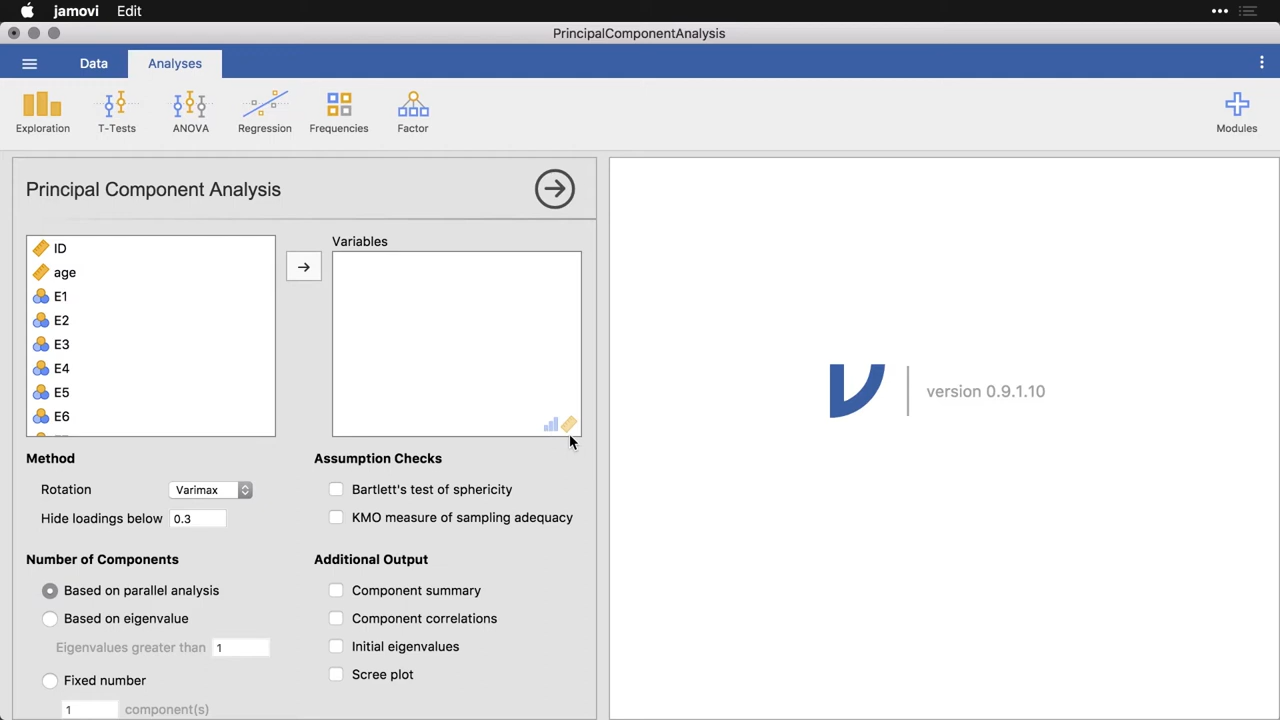 jamovi Edit
PrincipalComponentAnalysis
Data Analyses
Exploration T-Tests ANOVA Regression Frequencies Factor Modules
Principal Component Analysis
Variables
ID
age
E1
E2
E3
E4
E5
E6
version 0.9.1.10
Method
Rotation Varimax
Hide loadings below 0.3
Assumption Checks
Bartlett's test of sphericity
KMO measure of sampling adequacy
Number of Components
Based on parallel analysis
Based on eigenvalue
Eigenvalues greater than 1
Fixed number
1 component(s)
Additional Output
Component summary
Component correlations
Initial eigenvalues
Scree plot